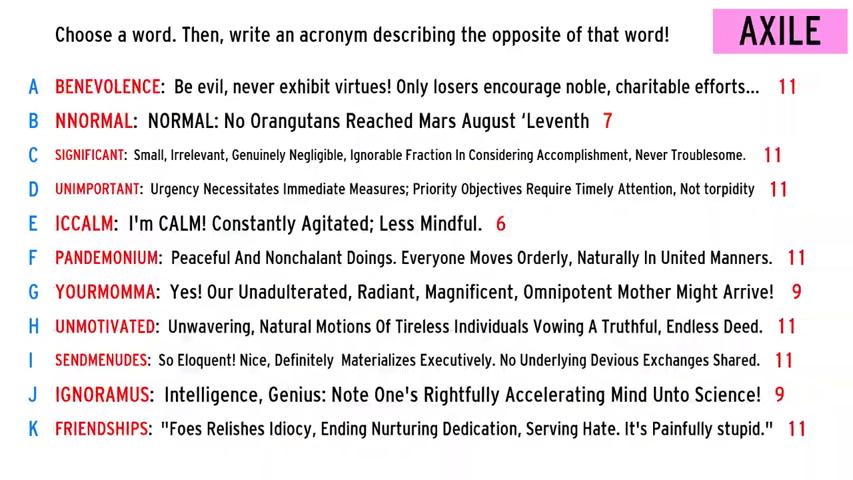 Choose a word. Then, write an acronym describing the opposite of that word!
AXILE
A BENEVOLENCE: Be evil, never exhibit virtues! Only losers encourage noble, charitable efforts... 11
B NNORMAL: NORMAL: No Orangutans Reached Mars August ‘Leventh 7
C SIGNIFICANT: Small, Irrelevant, Genuinely Negligible, Ignorable Fraction In Considering Accomplishment, Never Troublesome. 11
D UNIMPORTANT: Urgency Necessitates Immediate Measures; Priority Objectives Require Timely Attention, Not torpidity 11
E ICCALM: I'm CALM! Constantly Agitated; Less Mindful. 6
F PANDEMONIUM: Peaceful And Nonchalant Doings. Everyone Moves Orderly, Naturally In United Manners. 11
G YOURMOMMA: Yes! Our Unadulterated, Radiant, Magnificent, Omnipotent Mother Might Arrive! 9
H UNMOTIVATED: Unwavering, Natural Motions Of Tireless Individuals Vowing A Truthful, Endless Deed. 11
I SENDMENUDES: So Eloquent! Nice, Definitely Materializes Executively. No Underlying Devious Exchanges Shared. 11
J IGNORAMUS: Intelligence, Genius: Note One's Rightfully Accelerating Mind Unto Science! 9
K FRIENDSHIPS: "Foes Relishes Idiocy, Ending Nurturing Dedication, Serving Hate. It's Painfully stupid." 11